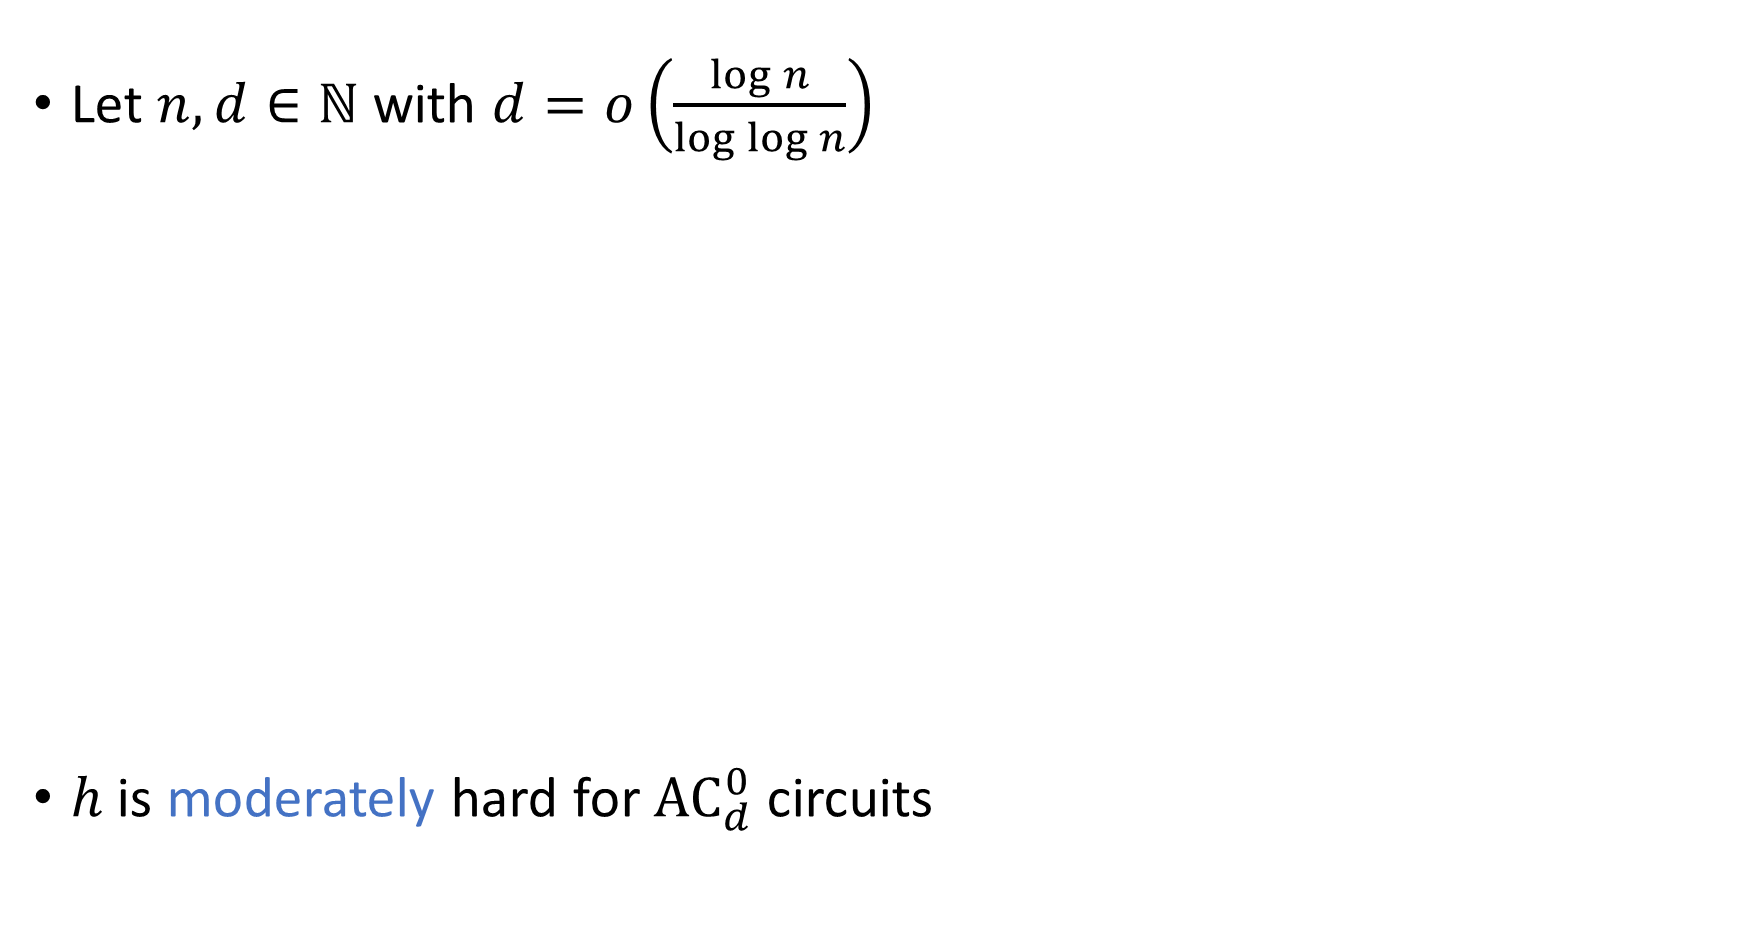 • Let n, d ∈ ℕ with d = o(log n / log log n)
• h is moderately hard for AC⁰_d circuits